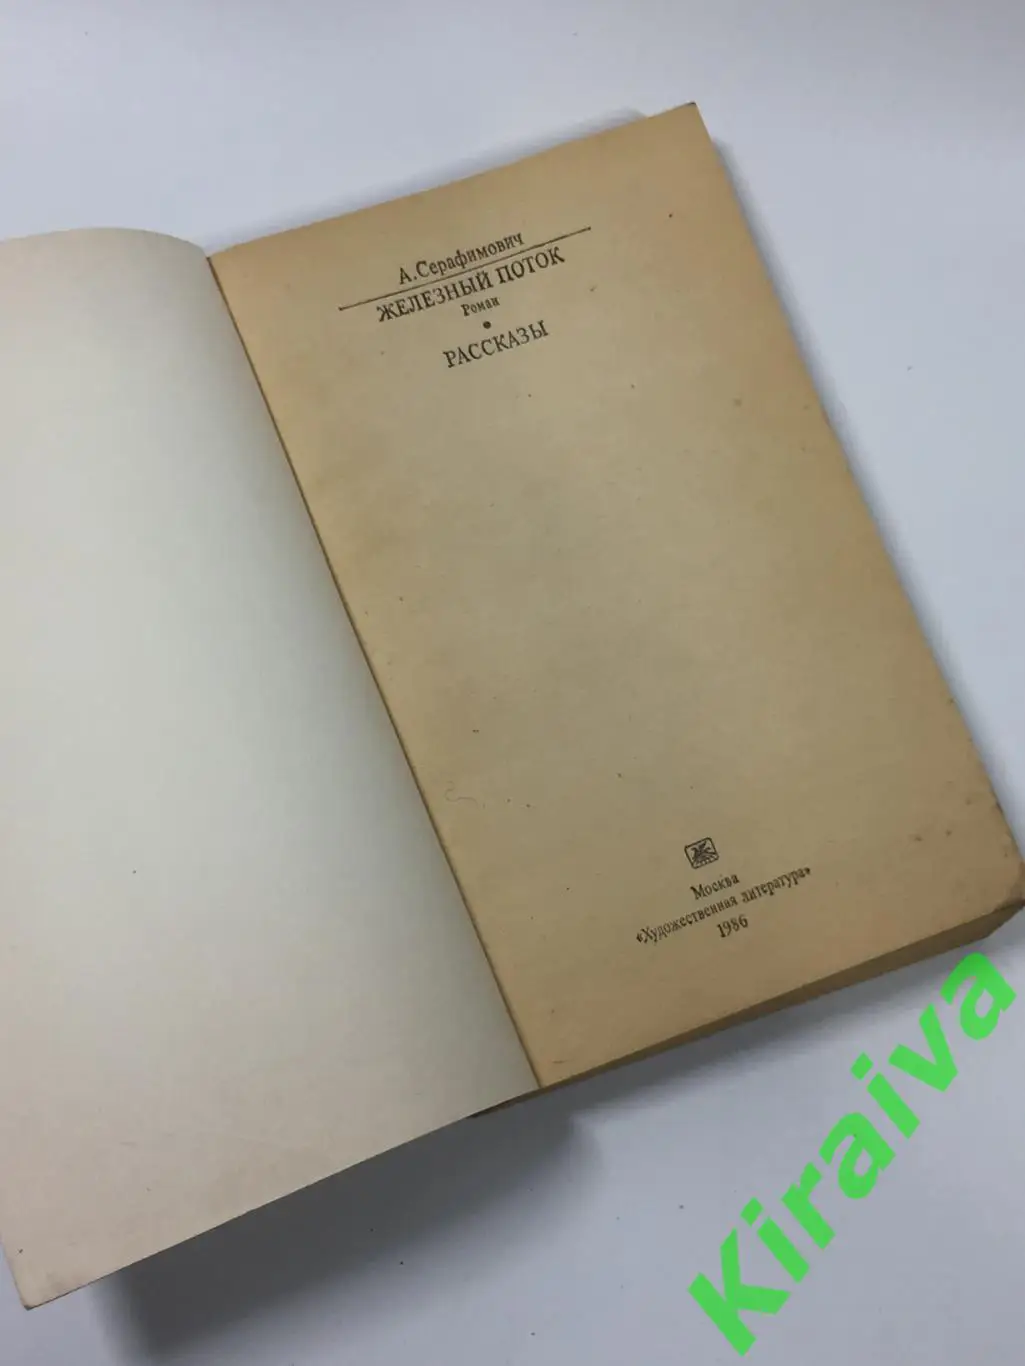 А.Серафимович
ЖЕЛЕЗНЫЙ ПОТОК
Роман
•
РАССКАЗЫ
Москва
«Художественная литература»
1986
Kiraiva